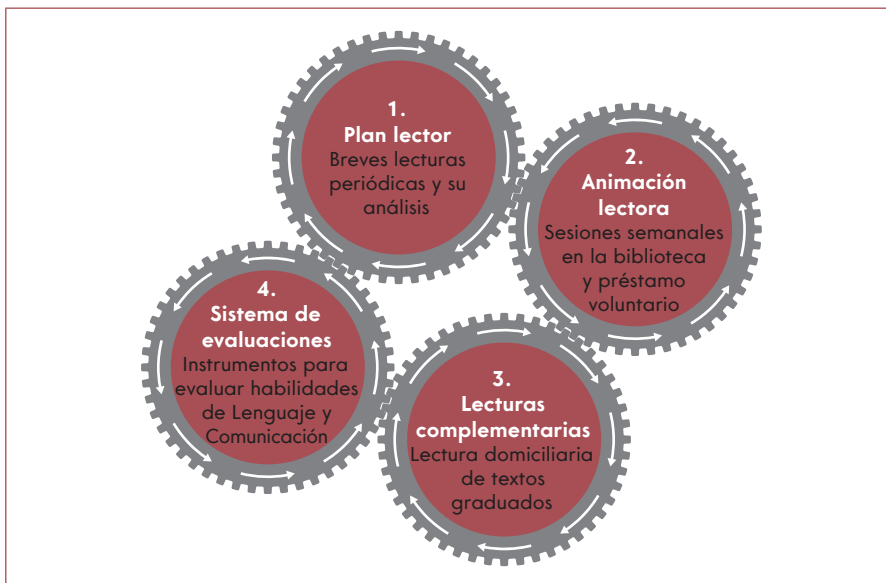 1.
Plan lector
Breves lecturas
periódicas y su
análisis
2.
Animación
lectora
Sesiones semanales
en la biblioteca
y préstamo
voluntario
3.
Lecturas
complementarias
Lectura domiciliaria
de textos
graduados
4.
Sistema de
evaluaciones
Instrumentos para
evaluar habilidades
de Lenguaje y
Comunicación